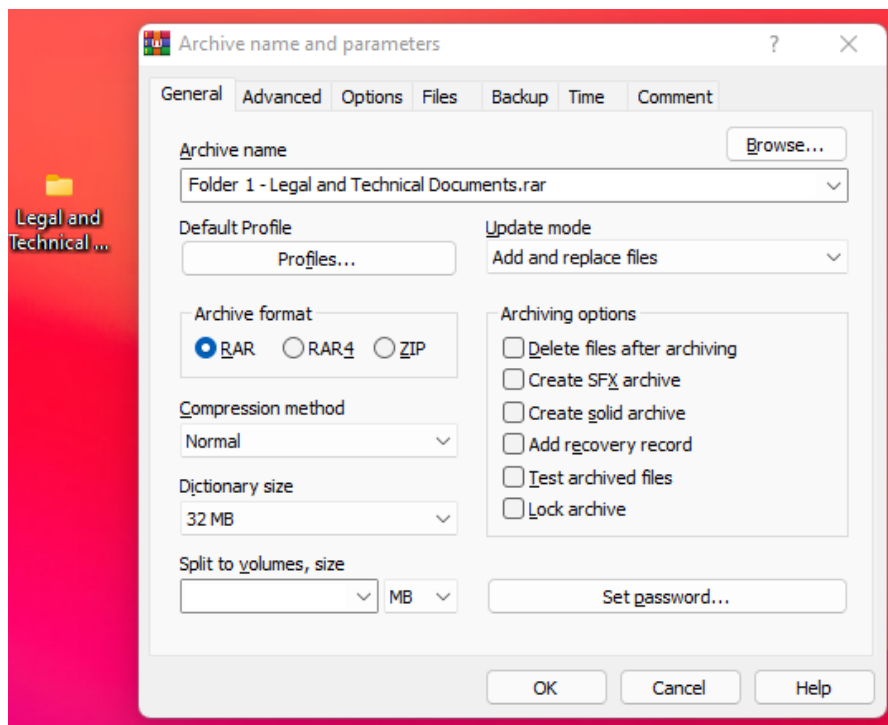 Archive name and parameters
?
General Advanced Options Files Backup Time Comment
Archive name
Browse...
Folder 1 - Legal and Technical Documents.rar
Legal and
Technical ...
Default Profile
Update mode
Profiles...
Add and replace files
Archive format
Archiving options
RAR RAR4 ZIP
Delete files after archiving
Create SFX archive
Compression method
Create solid archive
Normal
Add recovery record
Dictionary size
Test archived files
32 MB
Lock archive
Split to volumes, size
MB
Set password...
OK Cancel Help